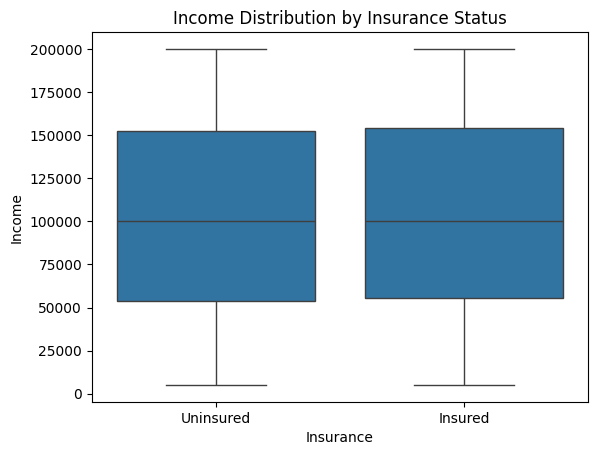 Income Distribution by Insurance Status
200000
175000
150000
125000
100000
75000
50000
25000
0
Income
Uninsured
Insured
Insurance